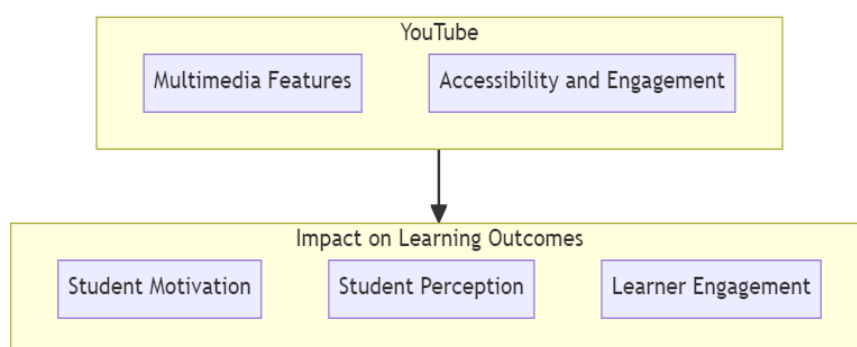 YouTube
Multimedia Features
Accessibility and Engagement
Impact on Learning Outcomes
Student Motivation
Student Perception
Learner Engagement